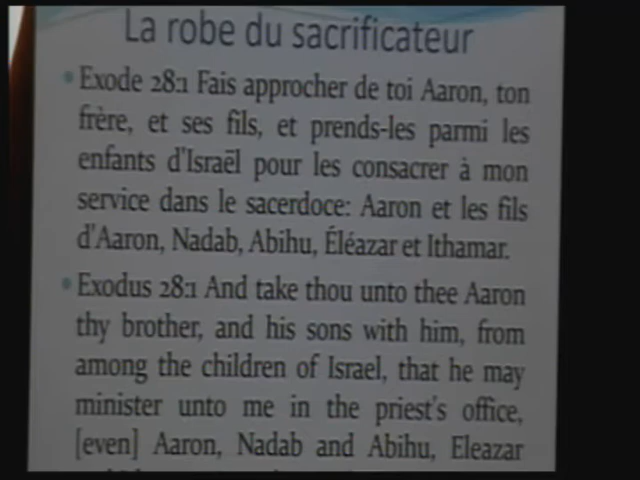 La robe du sacrificateur
• Exode 28:1 Fais approcher de toi Aaron, ton
frère, et ses fils, et prends-les parmi les
enfants d'Israël pour les consacrer à mon
service dans le sacerdoce: Aaron et les fils
d'Aaron, Nadab, Abihu, Éléazar et Ithamar.
• Exodus 28:1 And take thou unto thee Aaron
thy brother, and his sons with him, from
among the children of Israel, that he may
minister unto me in the priest's office,
[even] Aaron, Nadab and Abihu, Eleazar